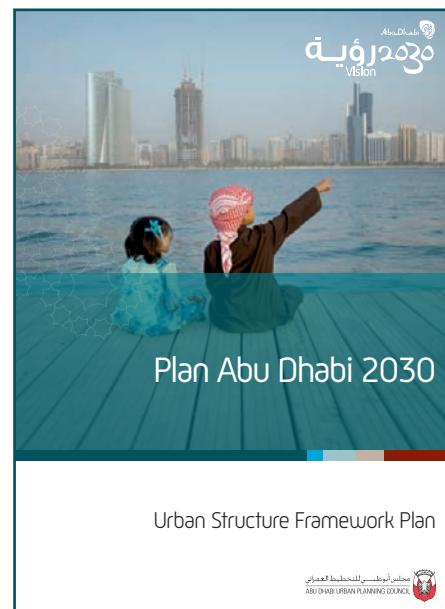 AbuDhabi
رؤية 2030
Vision
Plan Abu Dhabi 2030
Urban Structure Framework Plan
مجلس أبوظبي للتخطيط العمراني
ABU DHABI URBAN PLANNING COUNCIL